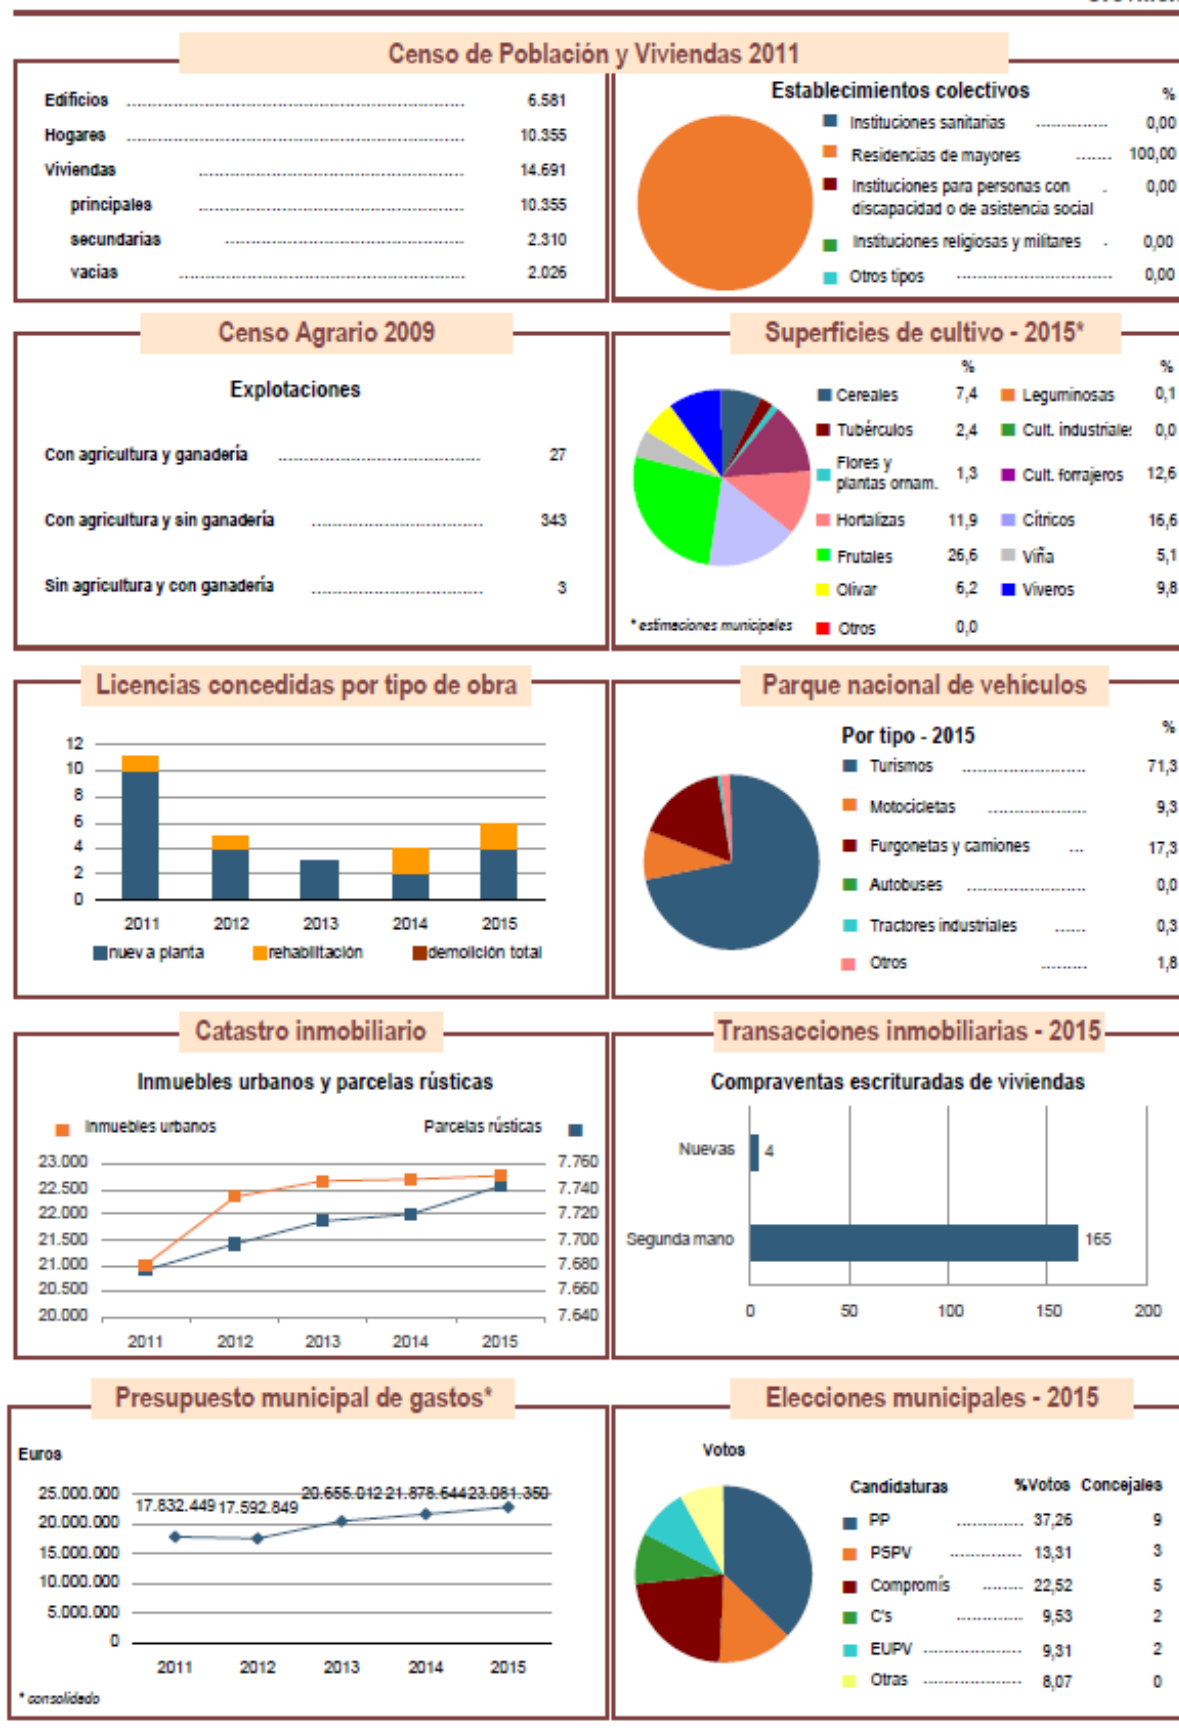 Censo de Población y Viviendas 2011
Edificios 6.581
Hogares 10.355
Viviendas 14.691
principales 10.355
secundarias 2.310
vacias 2.026
Establecimientos colectivos %
Instituciones sanitarias 0,00
Residencias de mayores 100,00
Instituciones para personas con 0,00
discapacidad o de asistencia social
Instituciones religiosas y militares 0,00
Otros tipos 0,00
Censo Agrario 2009
Explotaciones
Con agricultura y ganadería 27
Con agricultura y sin ganadería 343
Sin agricultura y con ganadería 3
Superficies de cultivo - 2015*
% %
Cereales 7,4 Leguminosas 0,1
Tubérculos 2,4 Cult. industriales 0,0
Flores y
plantas ornam. 1,3 Cult. forrajeros 12,6
Hortalizas 11,9 Cítricos 16,6
Frutales 26,6 Viña 5,1
Olivar 6,2 Viveros 9,8
* estimaciones municipales Otros 0,0
Licencias concedidas por tipo de obra
12
10
8
6
4
2
0
2011 2012 2013 2014 2015
nueva planta rehabilitación demolición total
Parque nacional de vehículos
Por tipo - 2015 %
Turismos 71,3
Motocicletas 9,3
Furgonetas y camiones 17,3
Autobuses 0,0
Tractores industriales 0,3
Otros 1,8
Catastro inmobiliario
Inmuebles urbanos y parcelas rústicas
Inmuebles urbanos Parcelas rústicas
23.000 7.760
22.500 7.740
22.000 7.720
21.500 7.700
21.000 7.680
20.500 7.660
20.000 7.640
2011 2012 2013 2014 2015
Transacciones inmobiliarias - 2015
Compraventas escrituradas de viviendas
Nuevas 4
Segunda mano 165
0 50 100 150 200
Presupuesto municipal de gastos*
Euros
25.000.000
20.000.000
15.000.000
10.000.000
5.000.000
0
17.832.449 17.592.849 20.655.012 21.878.644 23.081.350
2011 2012 2013 2014 2015
* consolidado
Elecciones municipales - 2015
Votos
Candidaturas %Votos Concejales
PP 37,26 9
PSPV 13,31 3
Compromís 22,52 5
C's 9,53 2
EUPV 9,31 2
Otras 8,07 0